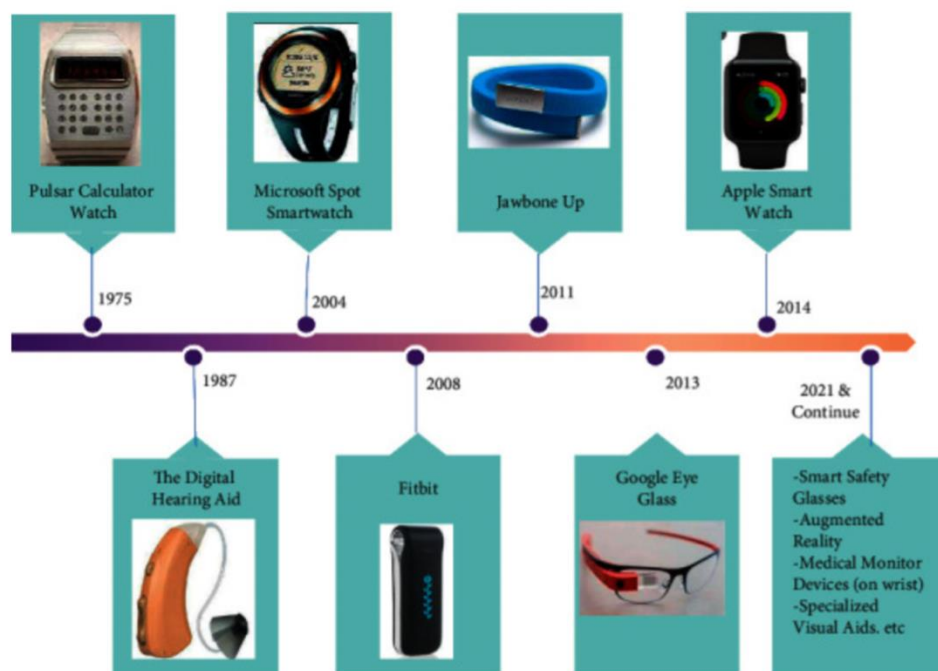 Pulsar Calculator
Watch
Microsoft Spot
Smartwatch
Jawbone Up
Apple Smart
Watch
1975
2004
2011
2014
1987
2008
2013
2021 &
Continue
The Digital
Hearing Aid
Fitbit
Google Eye
Glass
-Smart Safety
Glasses
-Augmented
Reality
-Medical Monitor
Devices (on wrist)
-Specialized
Visual Aids. etc